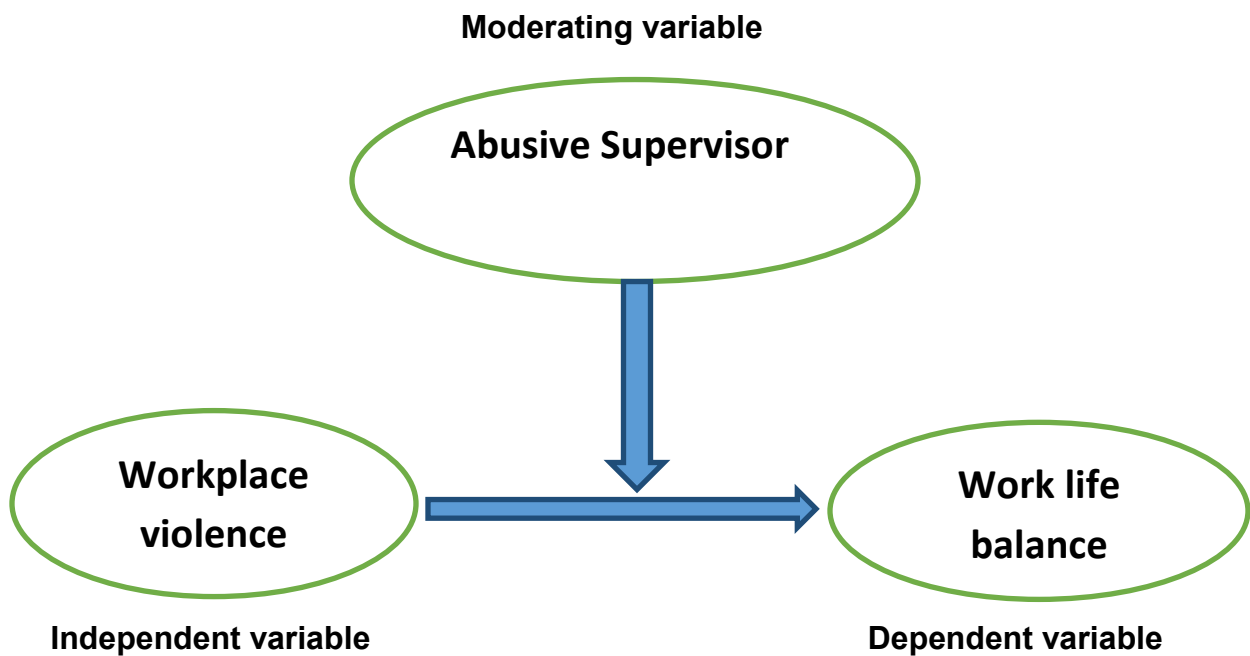 Moderating variable
Abusive Supervisor
Workplace
violence
Work life
balance
Independent variable
Dependent variable